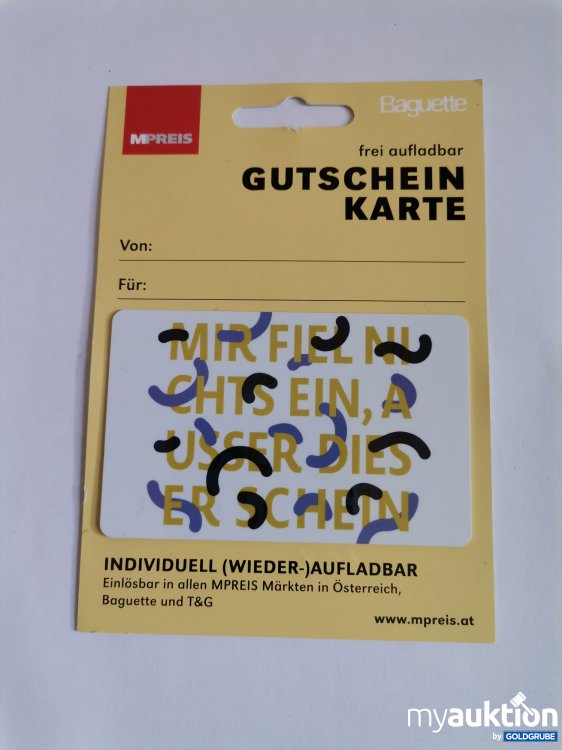 MPREIS
Baguette
frei aufladbar
GUTSCHEIN
KARTE
Von:
Für:
MIR FIEL NI
CHTS EIN, A
USSER DIES
ER SCHEIN
INDIVIDUELL (WIEDER-)AUFLADBAR
Einlösbar in allen MPREIS Märkten in Österreich,
Baguette und T&G
www.mpreis.at
myauktion
by GOLDGRUBE